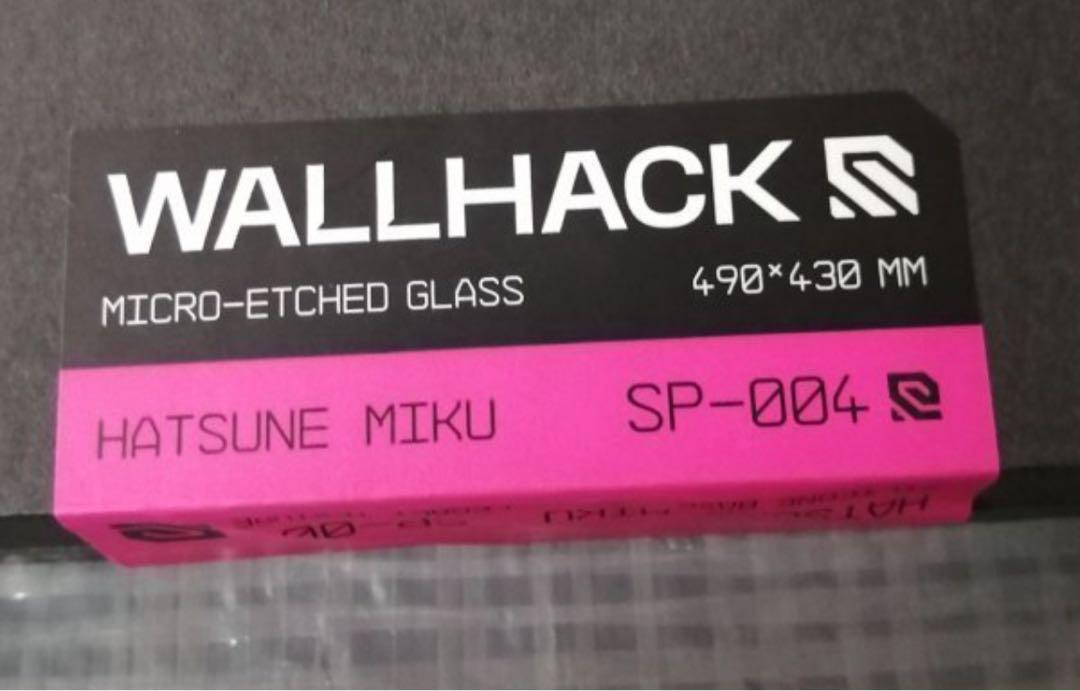 WALLHACK
MICRO-ETCHED GLASS 490×430 MM
HATSUNE MIKU SP-004